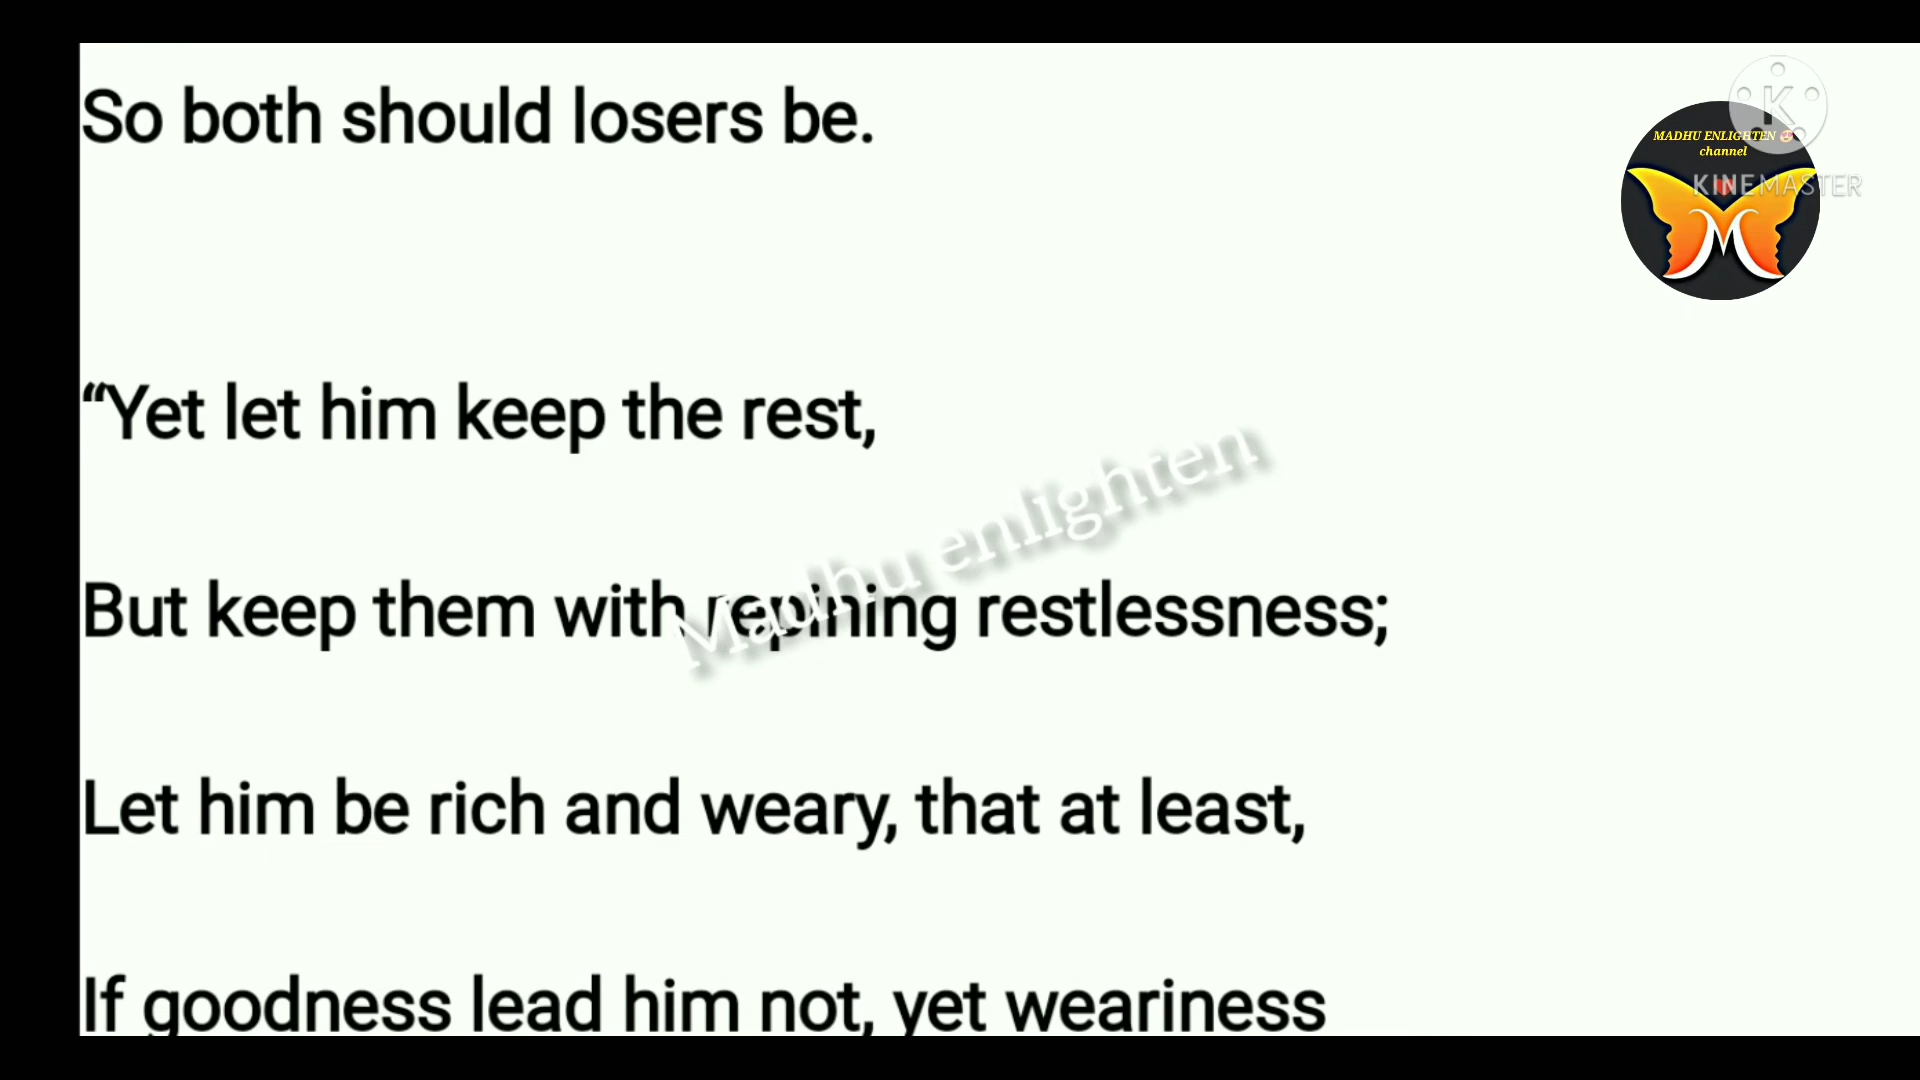 So both should losers be.
MADHU ENLIGHTEN
channel
KINEMASTER
“Yet let him keep the rest,
Madhu enlighten
But keep them with repining restlessness;
Let him be rich and weary, that at least,
If goodness lead him not, yet weariness